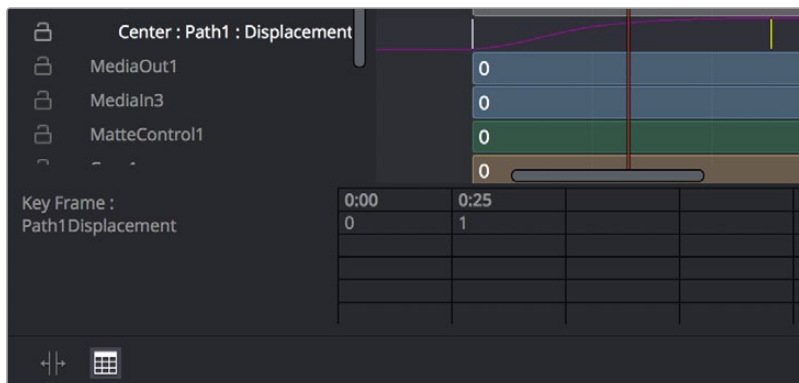 Center : Path1 : Displacement
MediaOut1
0
MediaIn3
0
MatteControl1
0
0
Key Frame :
0:00
0:25
Path1Displacement
0
1